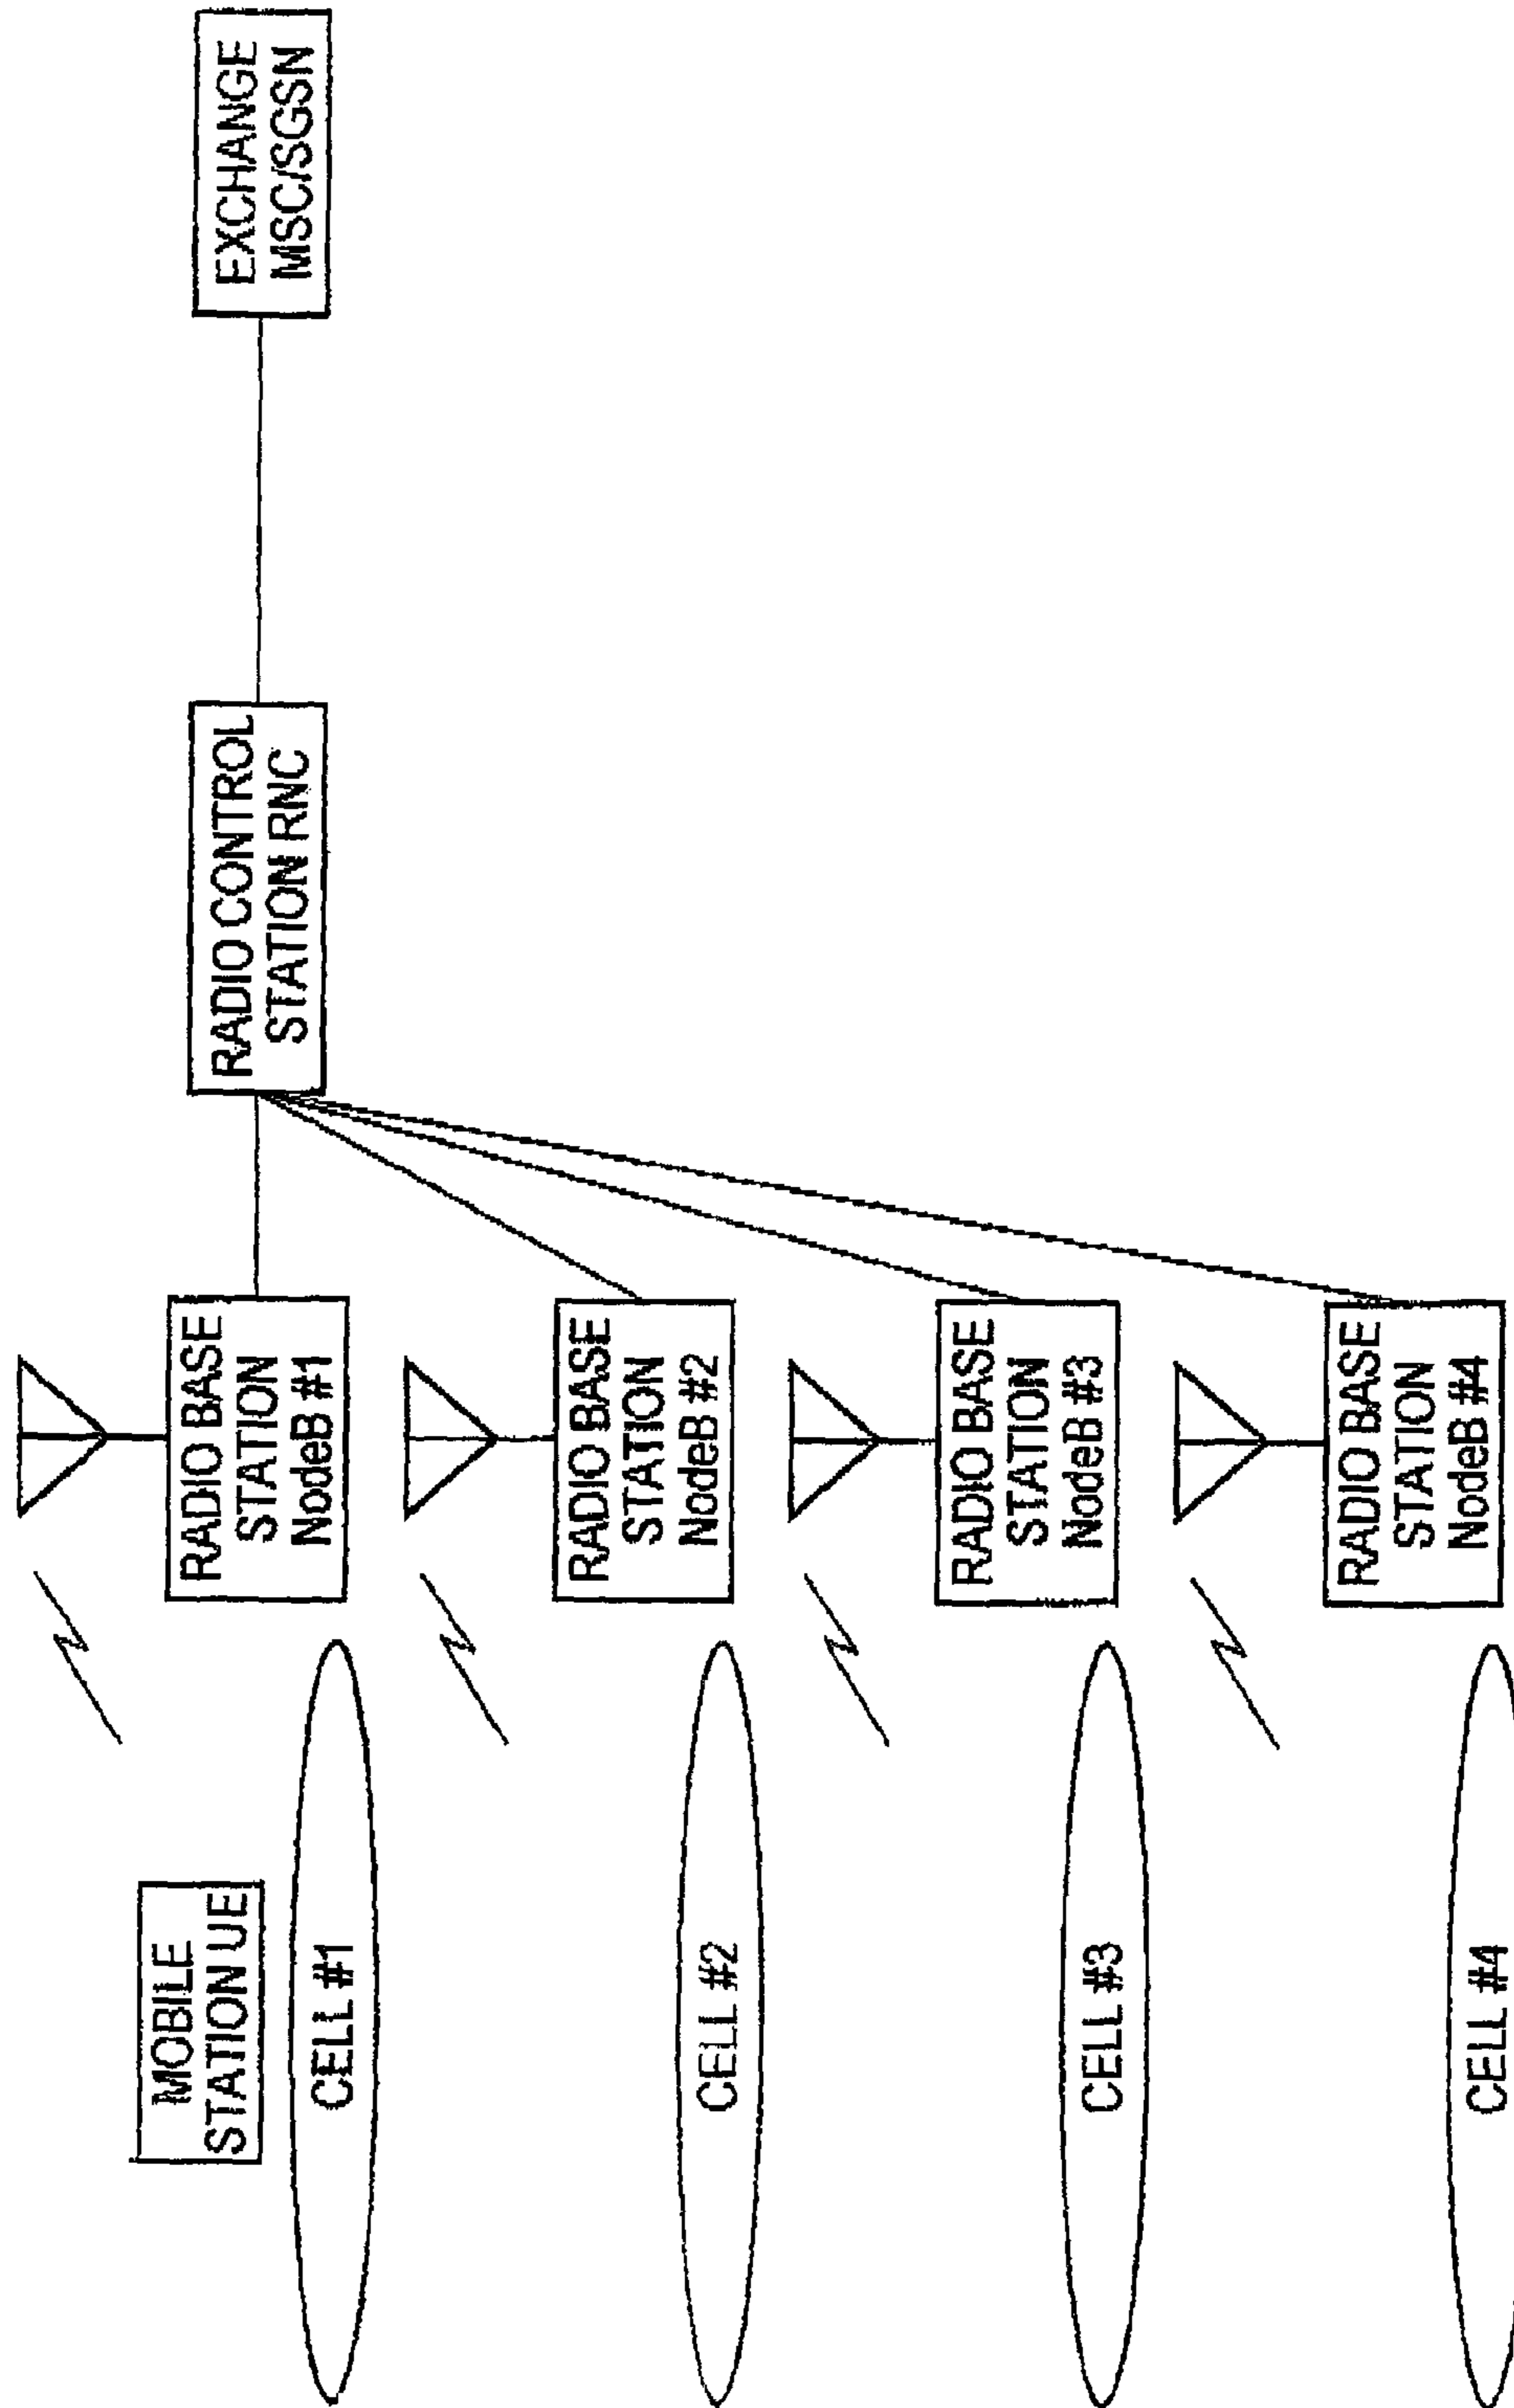 EXCHANGE
MSC/SGSN
RADIO CONTROL
STATION RNC
RADIO BASE
STATION
NodeB #1
RADIO BASE
STATION
NodeB #2
RADIO BASE
STATION
NodeB #3
RADIO BASE
STATION
NodeB #4
MOBILE
STATION UE
CELL #1
CELL #2
CELL #3
CELL #4